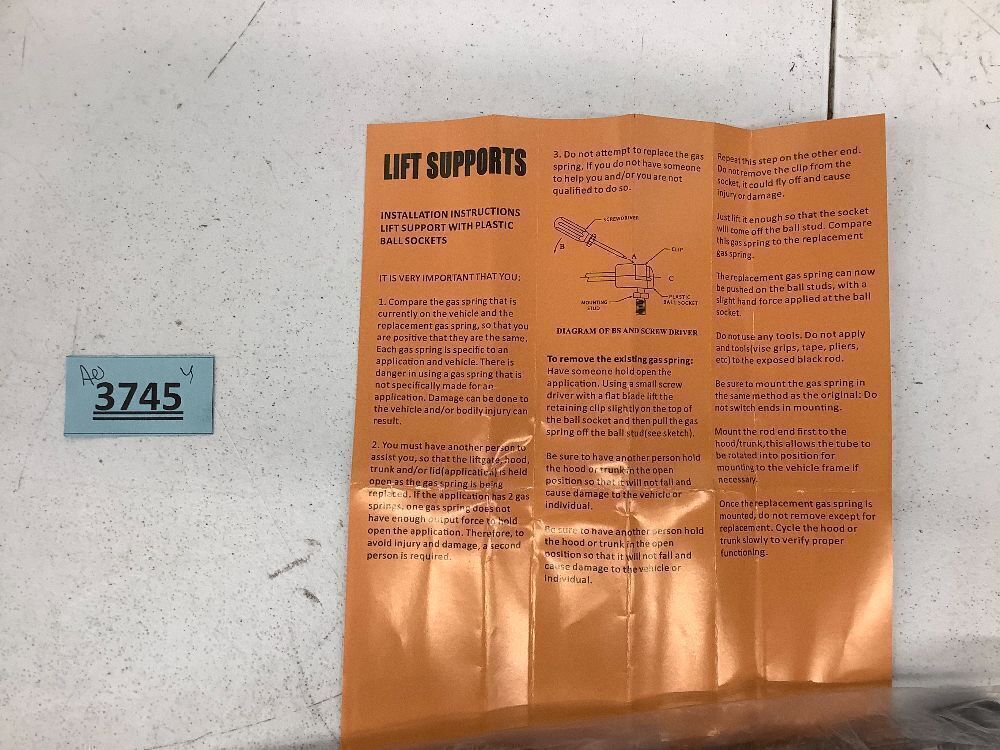 Ae
y
3745
LIFT SUPPORTS
INSTALLATION INSTRUCTIONS
LIFT SUPPORT WITH PLASTIC
BALL SOCKETS
IT IS VERY IMPORTANT THAT YOU;
1. Compare the gas spring that is
currently on the vehicle and the
replacement gas spring, so that you
are positive that they are the same.
Each gas spring is specific to an
application and vehicle. There is
danger in using a gas spring that is
not specifically made for an
application. Damage can be done to
the vehicle and/or bodily injury can
result.
2. You must have another person to
assist you, so that the liftgate, hood,
trunk and/or lid(application) is held
open as the gas spring is being
replaced. If the application has 2 gas
springs, one gas spring does not
have enough output force to hold
open the application. Therefore, to
avoid injury and damage, a second
person is required.
3. Do not attempt to replace the gas
spring, If you do not have someone
to help you and/or you are not
qualified to do so.
SCREWDRIVER
B
A
CLIP
C
MOUNTING
STUD
PLASTIC
BALL SOCKET
DIAGRAM OF BS AND SCREW DRIVER
To remove the existing gas spring:
Have someone hold open the
application. Using a small screw
driver with a flat blade lift the
retaining clip slightly on the top of
the ball socket and then pull the gas
spring off the ball stud(see sketch).
Be sure to have another person hold
the hood or trunk in the open
position so that it will not fall and
cause damage to the vehicle or
individual.
Be sure to have another person hold
the hood or trunk in the open
position so that it will not fall and
cause damage to the vehicle or
Individual.
Repeat this step on the other end.
Do not remove the clip from the
socket, it could fly off and cause
injury or damage.
Just lift it enough so that the socket
will come off the ball stud. Compare
this gas spring to the replacement
gas spring.
The replacement gas spring can now
be pushed on the ball studs, with a
slight hand force applied at the ball
socket.
Do not use any tools. Do not apply
and tools(vise grips, tape, pliers,
etc) to the exposed black rod.
Be sure to mount the gas spring in
the same method as the original: Do
not switch ends in mounting.
Mount the rod end first to the
hood/trunk,this allows the tube to
be rotated into position for
mounting to the vehicle frame if
necessary.
Once the replacement gas spring is
mounted, do not remove except for
replacement. Cycle the hood or
trunk slowly to verify proper
functioning.